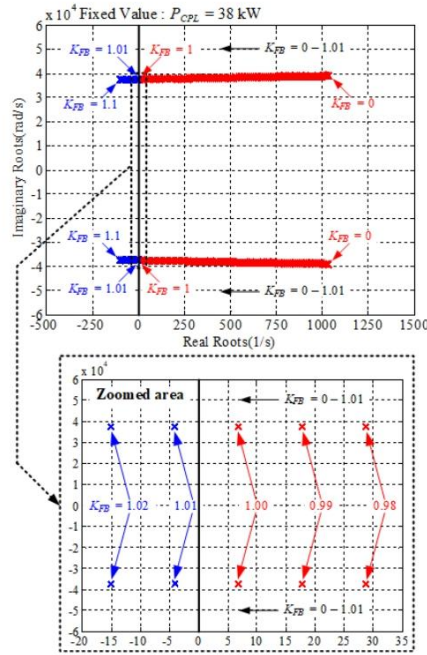 6 × 10⁴ Fixed Value : P_CPL = 38 kW
K_FB = 1.01 K_FB = 1 K_FB = 0 − 1.01
5
4
3
K_FB = 1.1 K_FB = 0
2
1
0
-1
-2
K_FB = 1.1 K_FB = 0
-3
-4
K_FB = 1.01 K_FB = 1 K_FB = 0 − 1.01
-5
-6
-500 -250 0 250 500 750 1000 1250 1500
Imaginary Roots(rad/s)
Real Roots(1/s)
6 × 10⁴
Zoomed area K_FB = 0 − 1.01
5
4
3
2
1
K_FB = 1.02 1.01 1.00 0.99 0.98
0
-1
-2
-3
-4
K_FB = 0 − 1.01
-5
-6
-20 -15 -10 -5 0 5 10 15 20 25 30 35